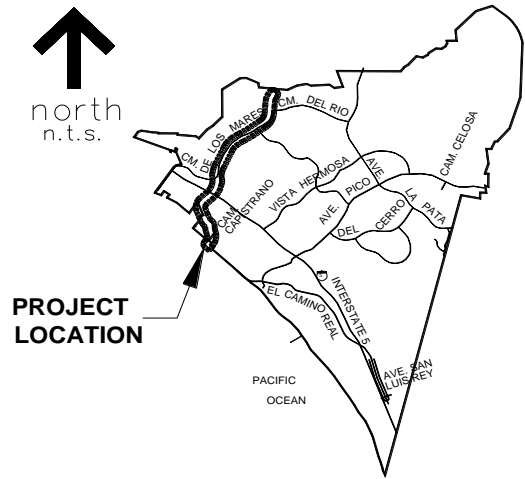 north
n.t.s.
CM. DEL RIO
CM. DE LOS MARES
CAM. CAPISTRANO
VISTA HERMOSA
AVE. PICO
AVE. LA PATA
CAM. CELOSA
DEL CERRO
INTERSTATE 5
EL CAMINO
REAL
AVE. SAN
LUIS REY
PROJECT
LOCATION
PACIFIC
OCEAN